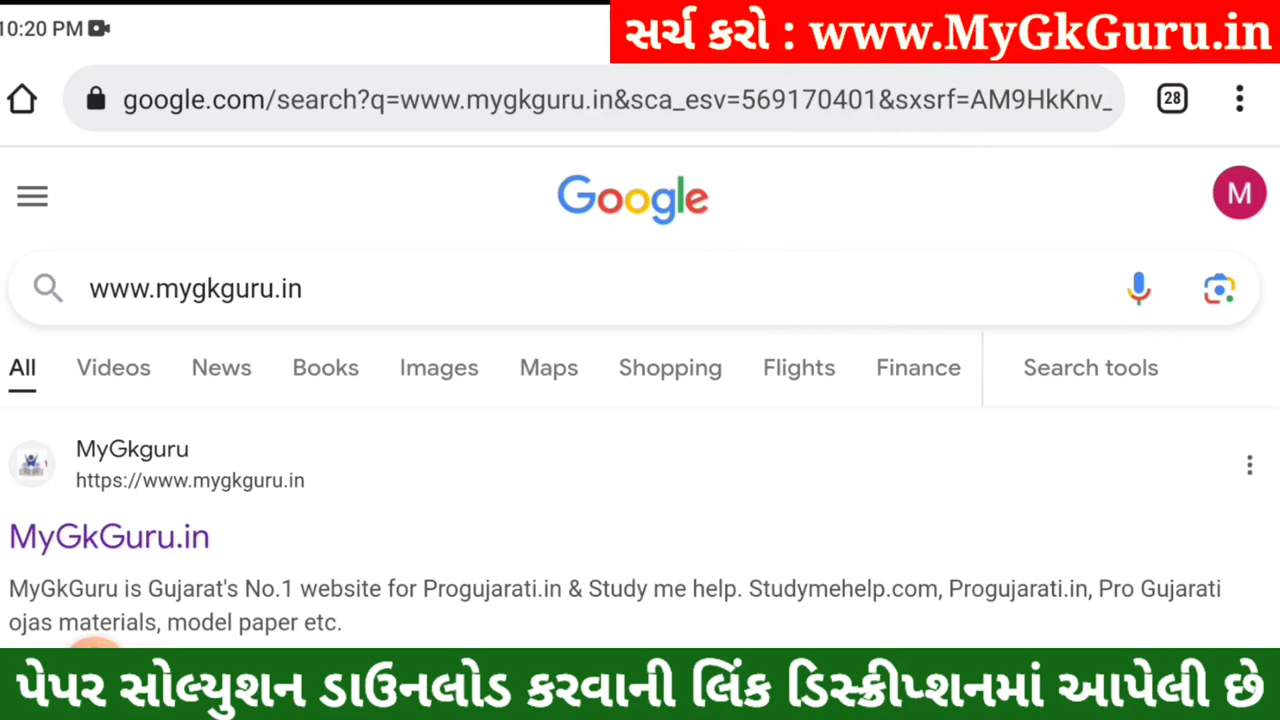 10:20 PM
સર્ચ કરો : www.MyGkGuru.in
google.com/search?q=www.mygkguru.in&sca_esv=569170401&sxsrf=AM9HkKnv_
28
Google
M
www.mygkguru.in
All Videos News Books Images Maps Shopping Flights Finance Search tools
MyGkguru
https://www.mygkguru.in
MyGkGuru.in
MyGkGuru is Gujarat's No.1 website for Progujarati.in & Study me help. Studymehelp.com, Progujarati.in, Pro Gujarati
ojas materials, model paper etc.
પેપર સોલ્યુશન ડાઉનલોડ કરવાની લિંક ડિસ્ક્રીપ્શનમાં આપેલી છે